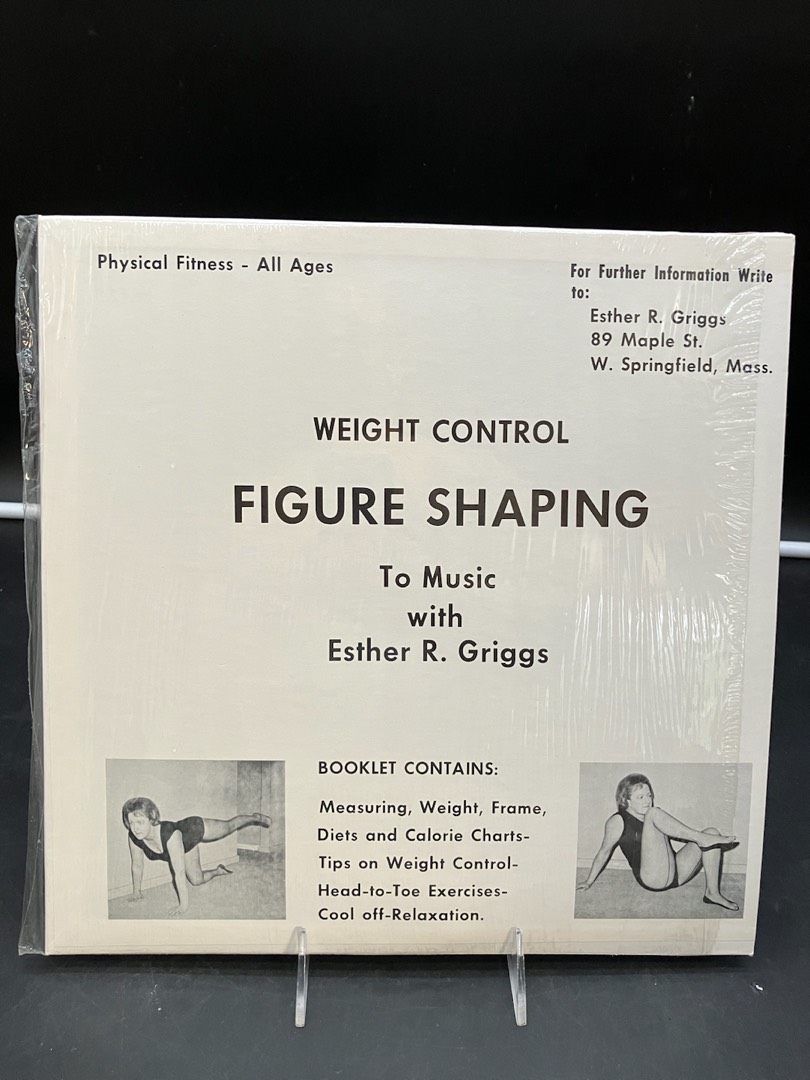 Physical Fitness - All Ages
For Further Information Write
to:
Esther R. Griggs
89 Maple St.
W. Springfield, Mass.
WEIGHT CONTROL
FIGURE SHAPING
To Music
with
Esther R. Griggs
BOOKLET CONTAINS:
Measuring, Weight, Frame,
Diets and Calorie Charts-
Tips on Weight Control-
Head-to-Toe Exercises-
Cool off-Relaxation.